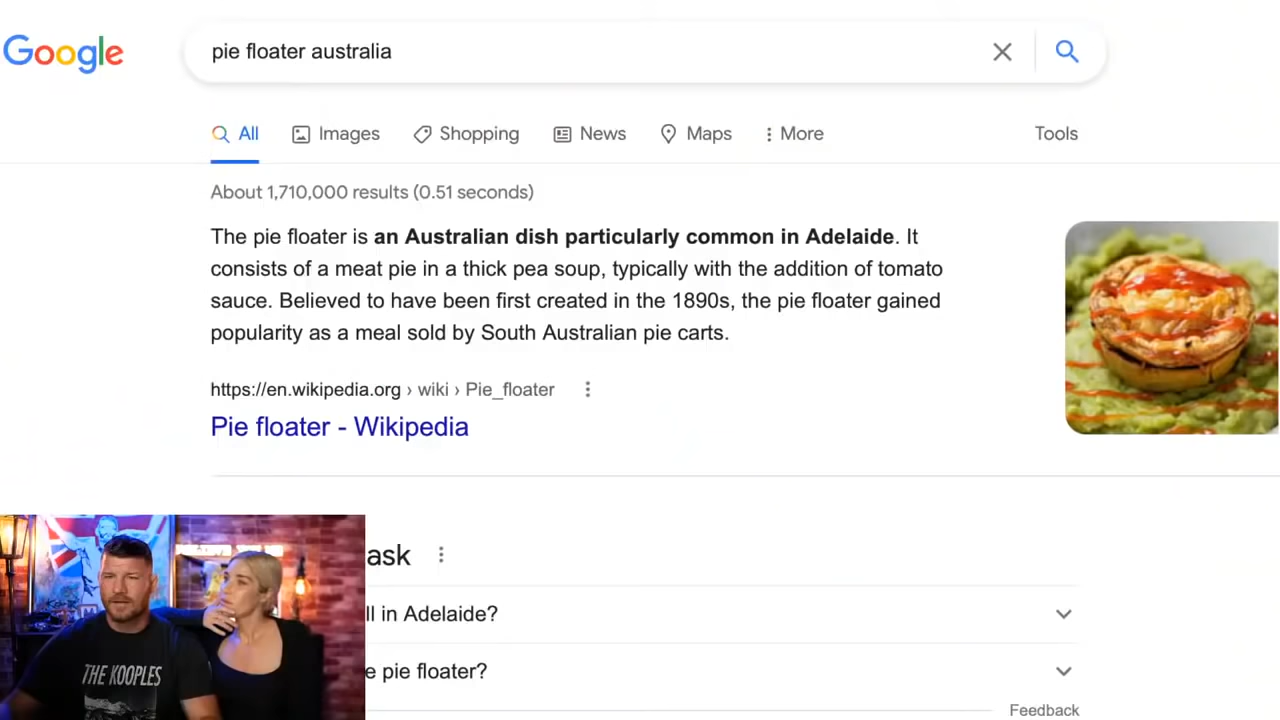 Google
pie floater australia
All Images Shopping News Maps More Tools
About 1,710,000 results (0.51 seconds)
The pie floater is an Australian dish particularly common in Adelaide. It
consists of a meat pie in a thick pea soup, typically with the addition of tomato
sauce. Believed to have been first created in the 1890s, the pie floater gained
popularity as a meal sold by South Australian pie carts.
https://en.wikipedia.org › wiki › Pie_floater
Pie floater - Wikipedia
ask
ll in Adelaide?
e pie floater?
Feedback
THE KOOPLES